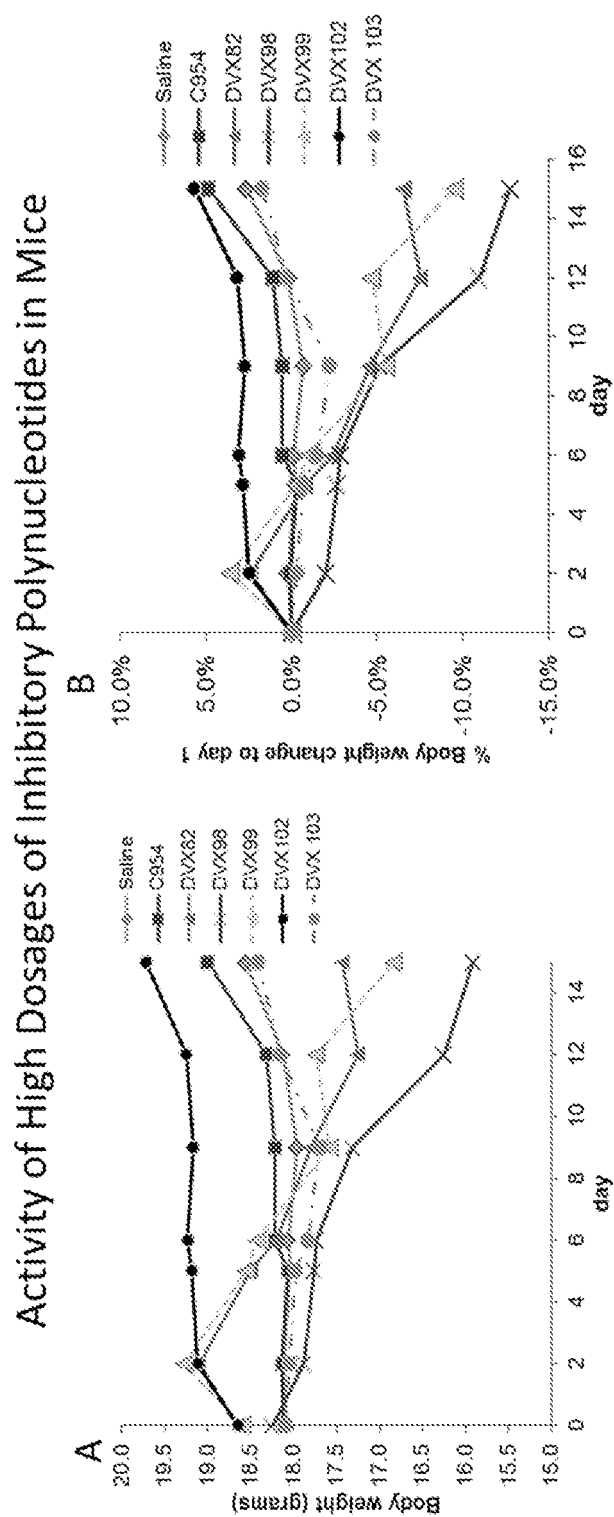 Activity of High Dosages of Inhibitory Polynucleotides in Mice
A
Body weight (grams)
20.0
19.5
19.0
18.5
18.0
17.5
17.0
16.5
16.0
15.5
15.0
0
2
4
6
8
10
12
14
day
Saline
C954
DVX82
DVX98
DVX99
DVX102
DVX 103
B
% Body weight change to day 1
10.0%
5.0%
0.0%
-5.0%
-10.0%
-15.0%
0
2
4
6
8
10
12
14
16
day
Saline
C954
DVX82
DVX98
DVX99
DVX102
DVX 103